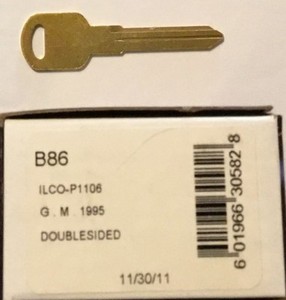 B86
ILCO-P1106
G . M . 1995
DOUBLESIDED
11/30/11
6 01966 30582 8